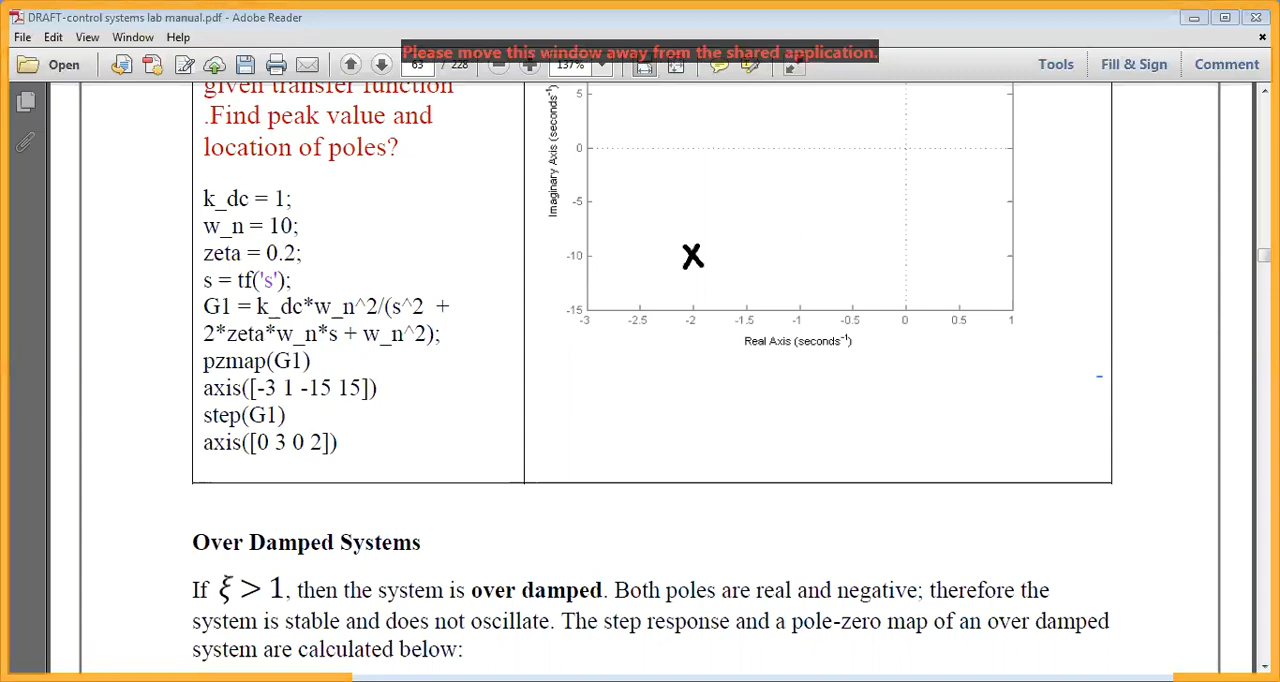 DRAFT-control systems lab manual.pdf - Adobe Reader
File Edit View Window Help
Please move this window away from the shared application.
Open 63 / 228 137% Tools Fill & Sign Comment
given transfer function
.Find peak value and
location of poles?
k_dc = 1;
w_n = 10;
zeta = 0.2;
s = tf('s');
G1 = k_dc*w_n^2/(s^2 +
2*zeta*w_n*s + w_n^2);
pzmap(G1)
axis([-3 1 -15 15])
step(G1)
axis([0 3 0 2])
Imaginary Axis (seconds⁻¹)
5
0
-5
-10
-15
X
-3 -2.5 -2 -1.5 -1 -0.5 0 0.5 1
Real Axis (seconds⁻¹)
Over Damped Systems
If ξ > 1, then the system is over damped. Both poles are real and negative; therefore the
system is stable and does not oscillate. The step response and a pole-zero map of an over damped
system are calculated below: